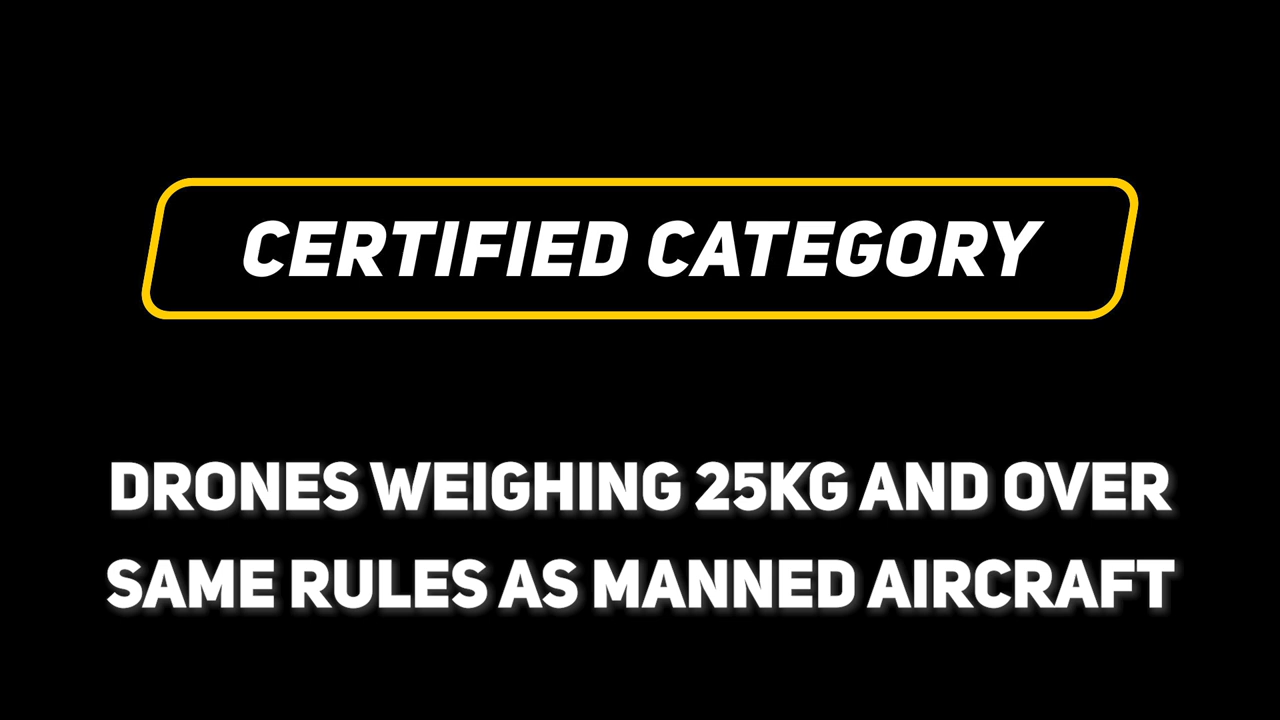 CERTIFIED CATEGORY
DRONES WEIGHING 25KG AND OVER
SAME RULES AS MANNED AIRCRAFT